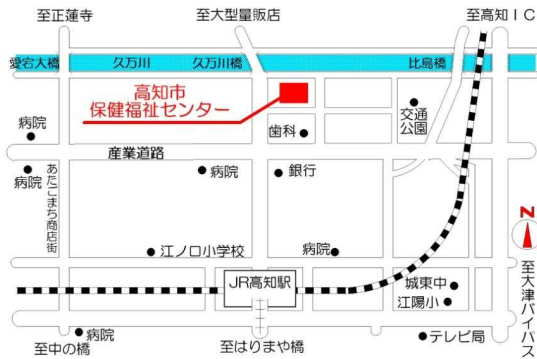 至正蓮寺
至大型量販店
至高知IC
愛宕大橋
久万川
久万川橋
比島橋
高知市
保健福祉センター
病院
歯科
交通
公園
産業道路
病院
あたごまち商店街
病院
銀行
N
江ノ口小学校
病院
至大津バイパス
JR高知駅
城東中
江陽小
病院
テレビ局
至中の橋
至はりまや橋